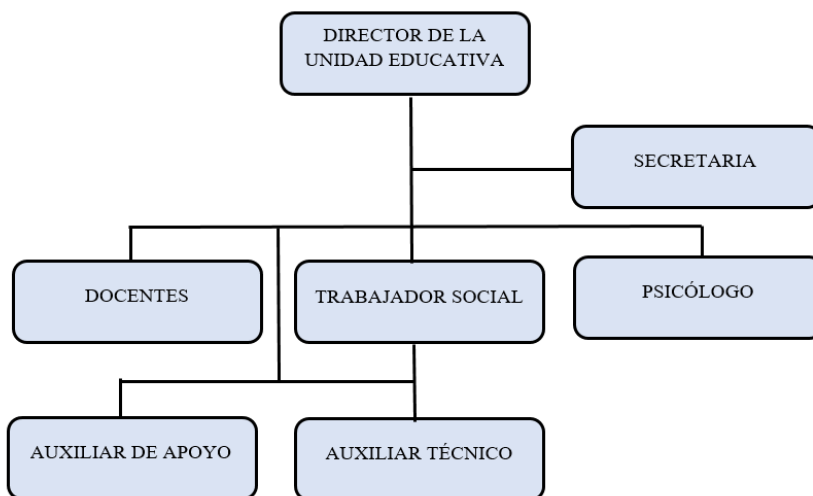 DIRECTOR DE LA
UNIDAD EDUCATIVA
SECRETARIA
DOCENTES
TRABAJADOR SOCIAL
PSICÓLOGO
AUXILIAR DE APOYO
AUXILIAR TÉCNICO